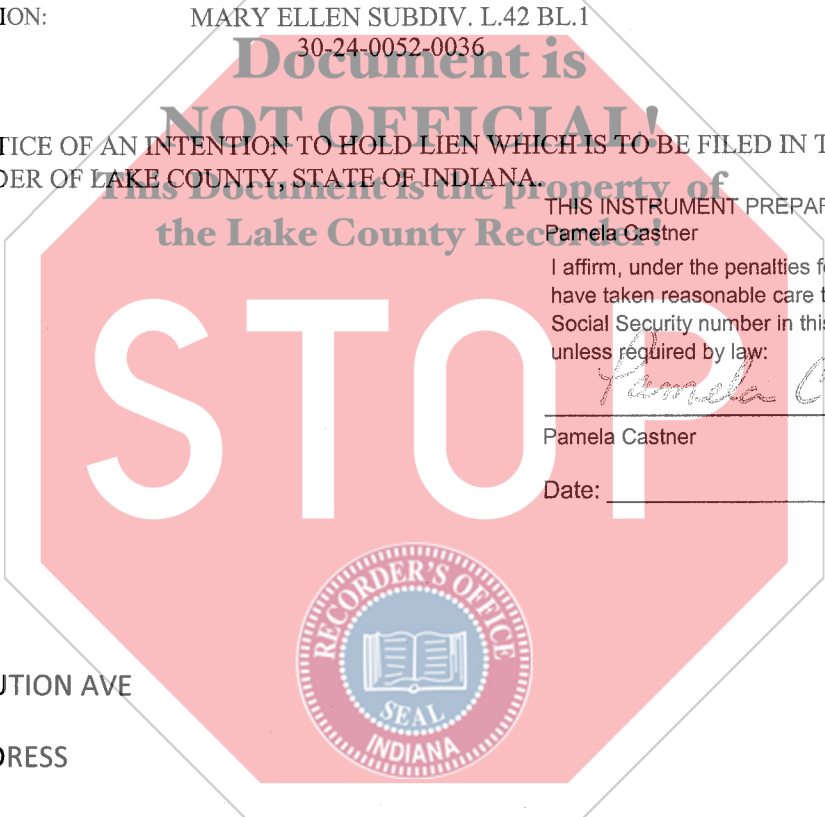 ION: MARY ELLEN SUBDIV. L.42 BL.1
30-24-0052-0036
Document is
NOT OFFICIAL!
TICE OF AN INTENTION TO HOLD LIEN WHICH IS TO BE FILED IN T
DER OF LAKE COUNTY, STATE OF INDIANA.
This Document is the property of
the Lake County Recorder!
THIS INSTRUMENT PREPAR
Pamela Castner
I affirm, under the penalties f
have taken reasonable care t
Social Security number in this
unless required by law:
Pamela C
Pamela Castner
Date:
STOP
RECORDER'S OFFICE
SEAL
INDIANA
UTION AVE
DRESS